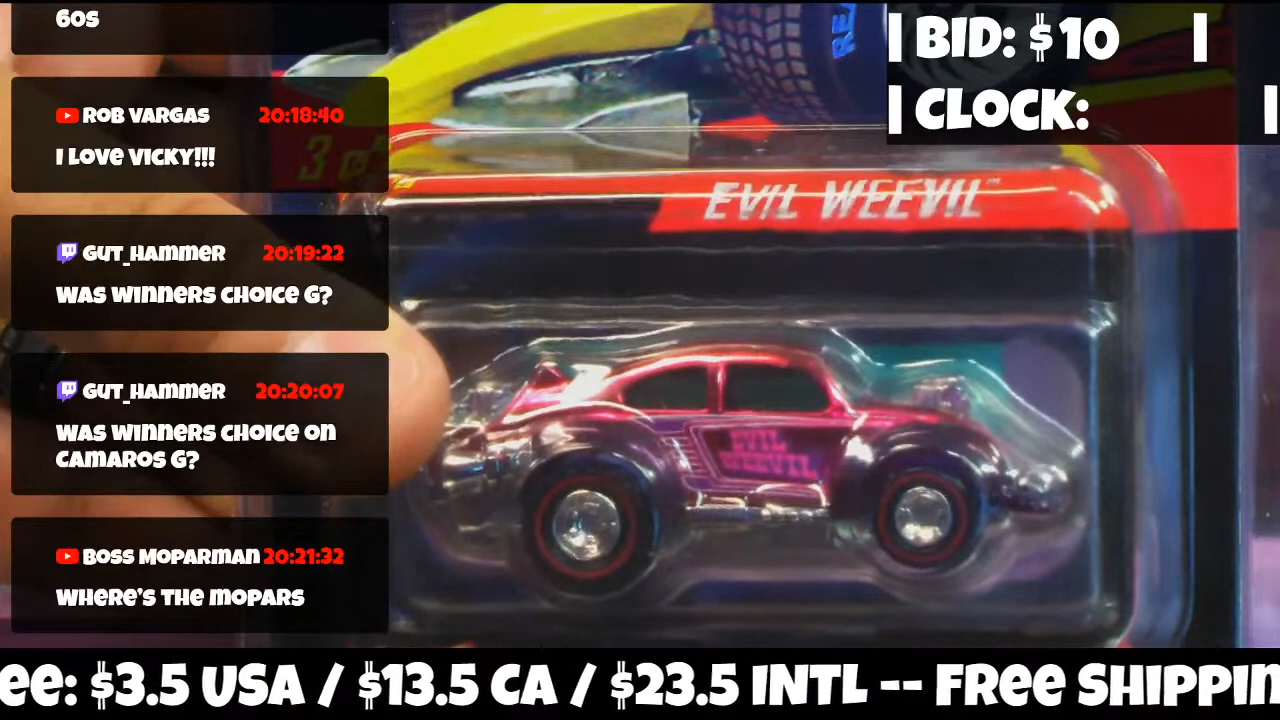 60s
ROB VARGAS 20:18:40
I LOVE VICKY!!!
GUT_HAMMER 20:19:22
WAS WINNERS CHOICE G?
GUT_HAMMER 20:20:07
WAS WINNERS CHOICE ON
CAMAROS G?
BOSS MOPARMAN 20:21:32
WHERE'S THE MOPARS
| BID: $10 |
| CLOCK: |
EVIL WEEVIL™
EVIL
WEEVIL
ee: $3.5 USA / $13.5 CA / $23.5 INTL -- FREE SHIPPIN